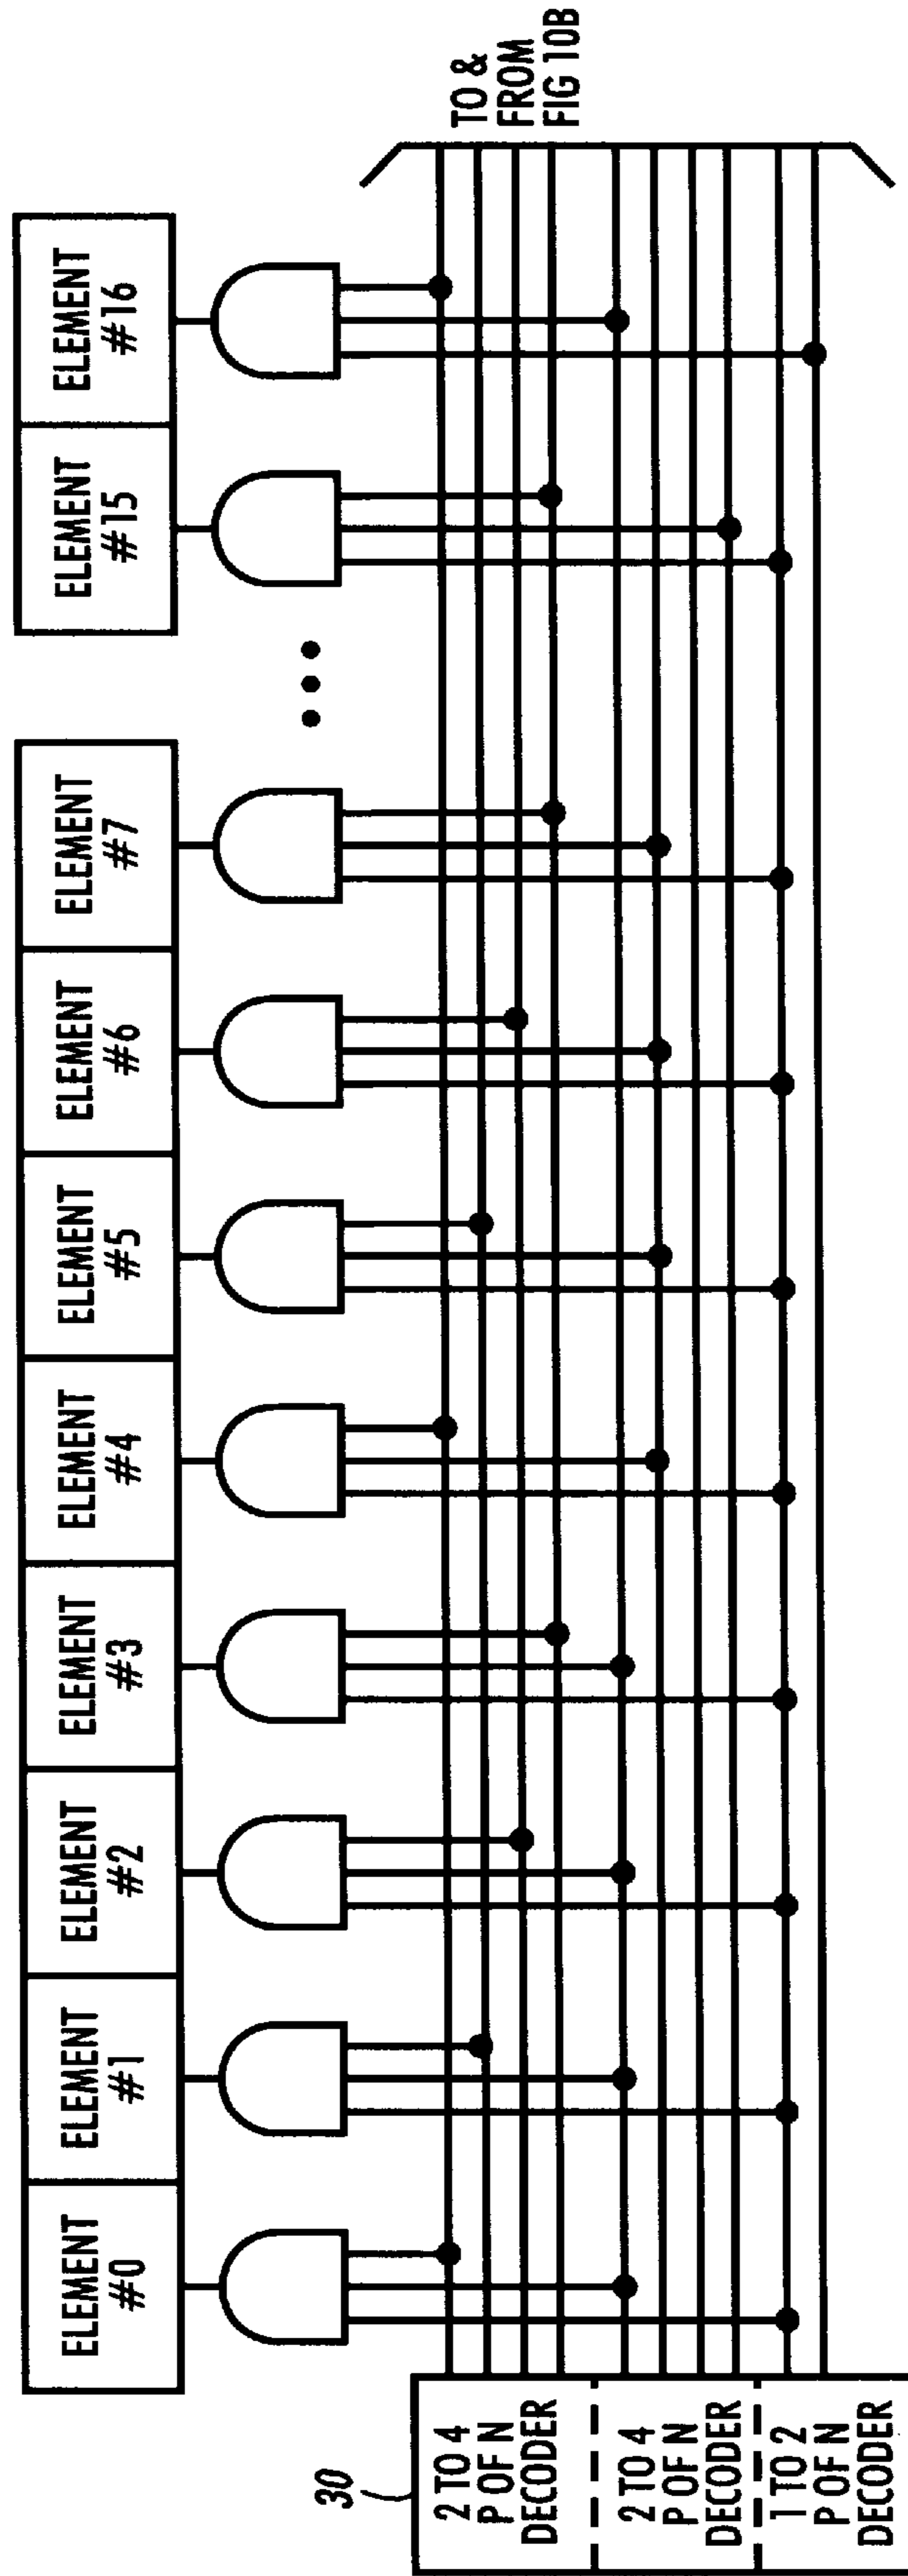 ELEMENT
#0
ELEMENT
#1
ELEMENT
#2
ELEMENT
#3
ELEMENT
#4
ELEMENT
#5
ELEMENT
#6
ELEMENT
#7
ELEMENT
#15
ELEMENT
#16
30
2 TO 4
P OF N
DECODER
2 TO 4
P OF N
DECODER
1 TO 2
P OF N
DECODER
TO &
FROM
FIG 10B